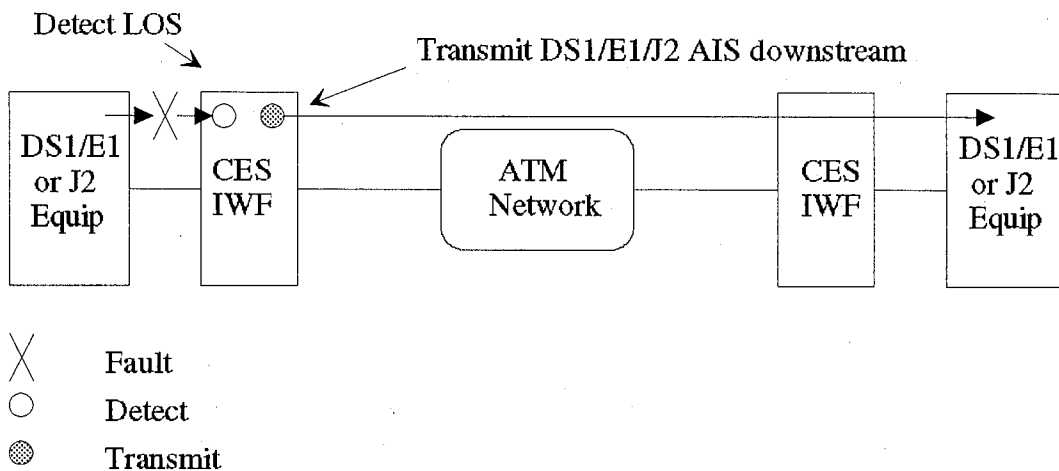 Detect LOS
Transmit DS1/E1/J2 AIS downstream
DS1/E1
or J2
Equip
CES
IWF
ATM
Network
CES
IWF
DS1/E1
or J2
Equip
Fault
Detect
Transmit